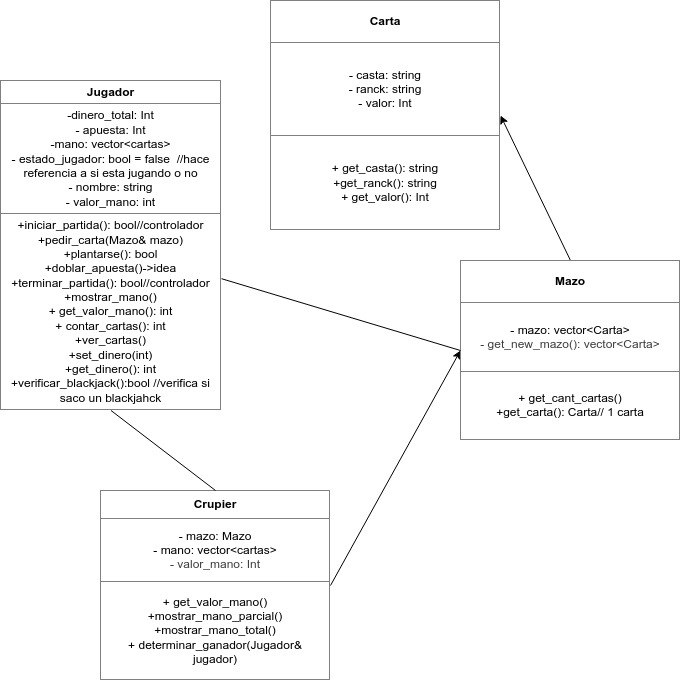 Carta
- casta: string
- ranck: string
- valor: Int
+ get_casta(): string
+get_ranck(): string
+ get_valor(): Int
Jugador
-dinero_total: Int
- apuesta: Int
-mano: vector<cartas>
- estado_jugador: bool = false  //hace
referencia a si esta jugando o no
- nombre: string
- valor_mano: int
+iniciar_partida(): bool//controlador
+pedir_carta(Mazo& mazo)
+plantarse(): bool
+doblar_apuesta()->idea
+terminar_partida(): bool//controlador
+mostrar_mano()
+ get_valor_mano(): int
+ contar_cartas(): int
+ver_cartas()
+set_dinero(int)
+get_dinero(): int
+verificar_blackjack():bool //verifica si
saco un blackjahck
Mazo
- mazo: vector<Carta>
- get_new_mazo(): vector<Carta>
+ get_cant_cartas()
+get_carta(): Carta// 1 carta
Crupier
- mazo: Mazo
- mano: vector<cartas>
- valor_mano: Int
+ get_valor_mano()
+mostrar_mano_parcial()
+mostrar_mano_total()
+ determinar_ganador(Jugador&
jugador)